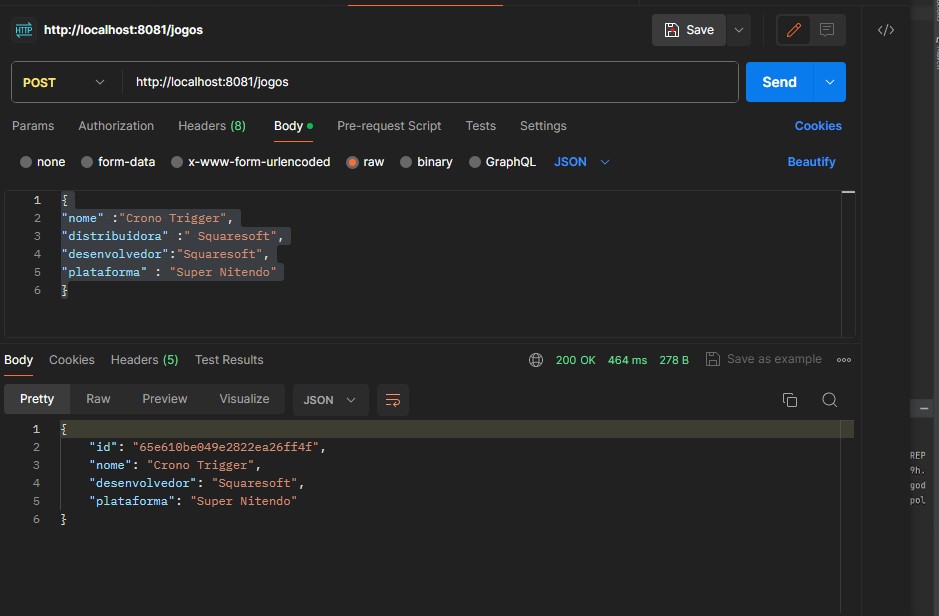 HTTP http://localhost:8081/jogos Save </>
POST http://localhost:8081/jogos Send
Params Authorization Headers (8) Body Pre-request Script Tests Settings Cookies
none form-data x-www-form-urlencoded raw binary GraphQL JSON Beautify
1 {
2 "nome" :"Crono Trigger",
3 "distribuidora" :" Squaresoft",
4 "desenvolvedor":"Squaresoft",
5 "plataforma" : "Super Nitendo"
6 }
Body Cookies Headers (5) Test Results 200 OK 464 ms 278 B Save as example
Pretty Raw Preview Visualize JSON
1 {
2 "id": "65e610be049e2822ea26ff4f",
3 "nome": "Crono Trigger",
4 "desenvolvedor": "Squaresoft",
5 "plataforma": "Super Nitendo"
6 }
REP
9h.
god
pol